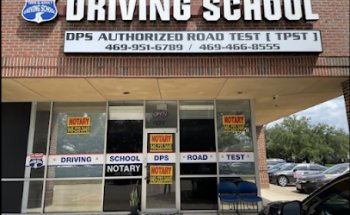 DRIVING SCHOOL
DPS AUTHORIZED ROAD TEST [ TPST ]
469-951-6789 / 469-466-8555
OPEN
NOTARY
NOTARY
NOTARY
DRIVING SCHOOL DPS ROAD TEST
NOTARY
NOTARY